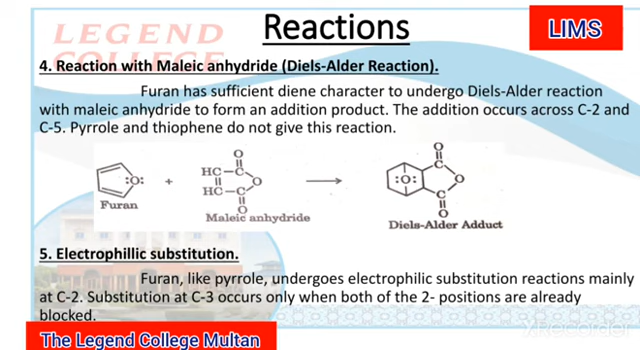 LEGEND
COLLEGE
Reactions
LIMS
4. Reaction with Maleic anhydride (Diels-Alder Reaction).
Furan has sufficient diene character to undergo Diels-Alder reaction
with maleic anhydride to form an addition product. The addition occurs across C-2 and
C-5. Pyrrole and thiophene do not give this reaction.
:O:
Furan
+
O
HC–C
O
HC–C
O
Maleic anhydride
O
C
:O:
O
C
O
Diels-Alder Adduct
5. Electrophillic substitution.
Furan, like pyrrole, undergoes electrophilic substitution reactions mainly
at C-2. Substitution at C-3 occurs only when both of the 2- positions are already
blocked.
The Legend College Multan
XRecorder